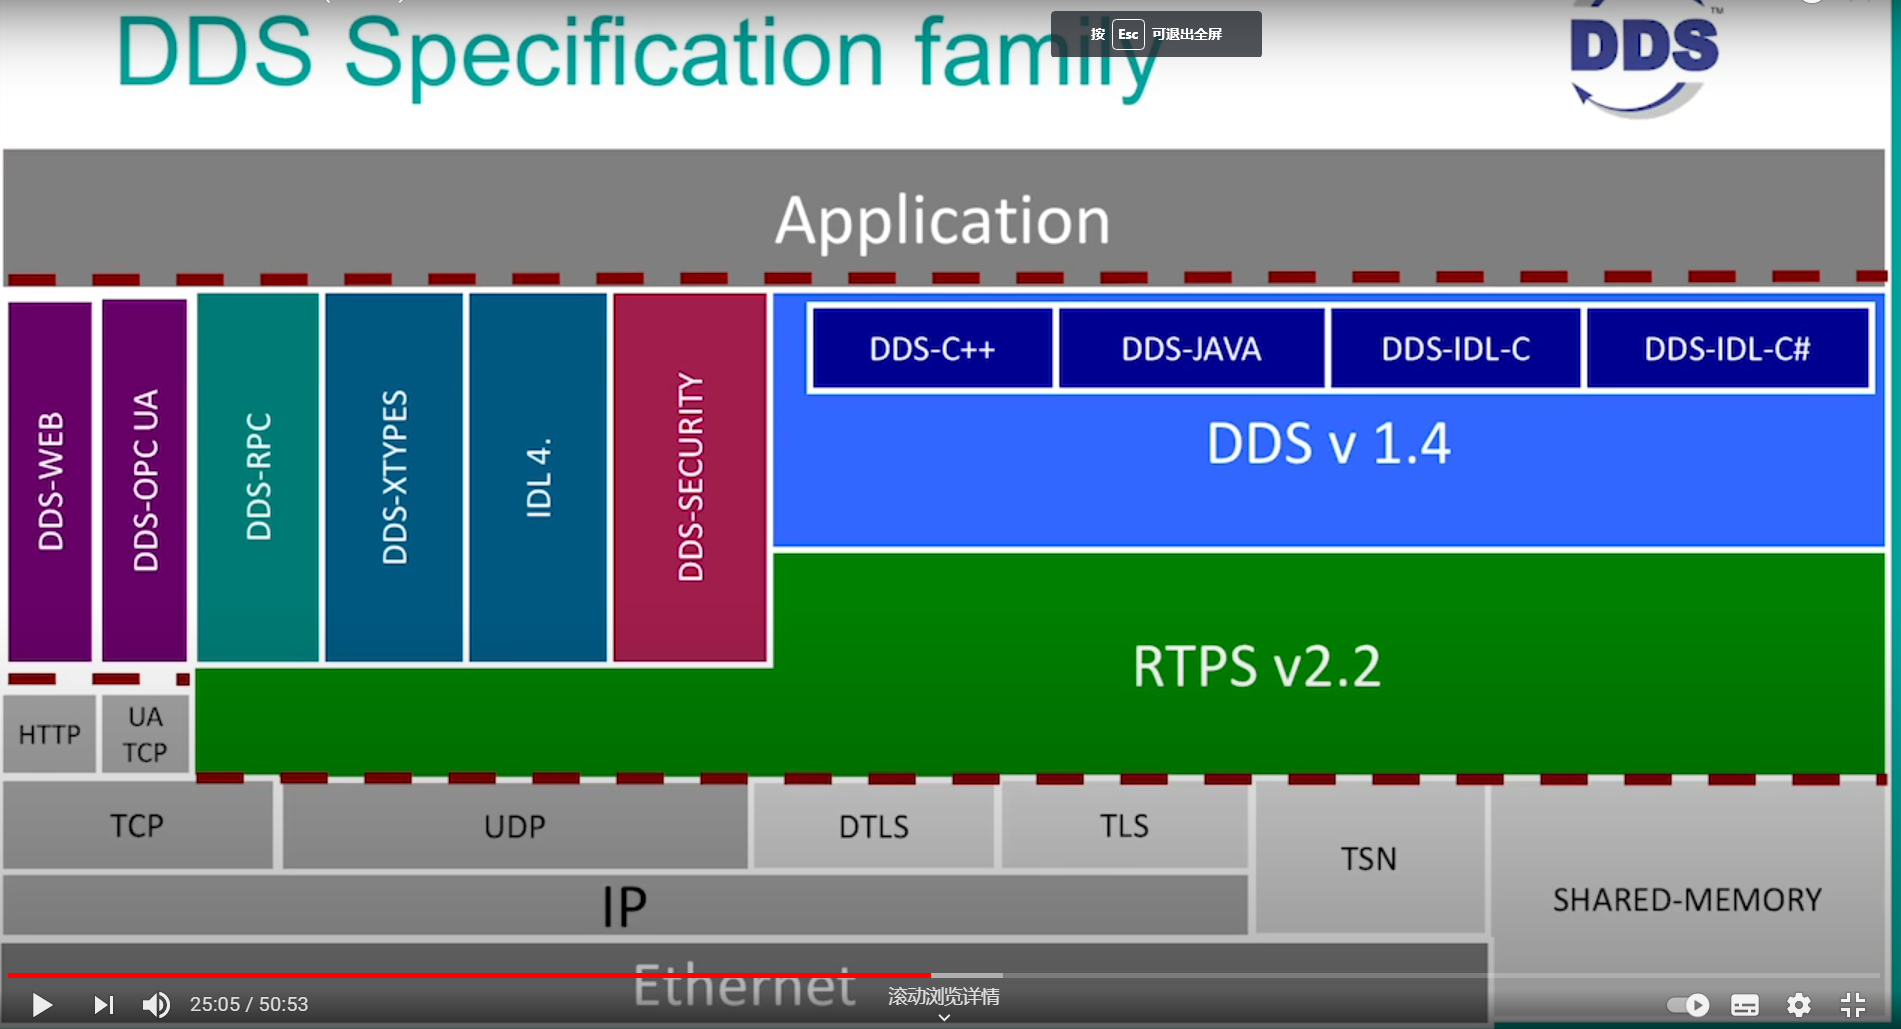 DDS Specification family
按 Esc 可退出全屏
DDS
TM
Application
DDS-WEB
DDS-OPC UA
DDS-RPC
DDS-XTYPES
IDL 4.
DDS-SECURITY
DDS-C++
DDS-JAVA
DDS-IDL-C
DDS-IDL-C#
DDS v 1.4
RTPS v2.2
HTTP
UA
TCP
TCP
UDP
DTLS
TLS
TSN
SHARED-MEMORY
IP
Ethernet
25:05 / 50:53
滚动浏览详情